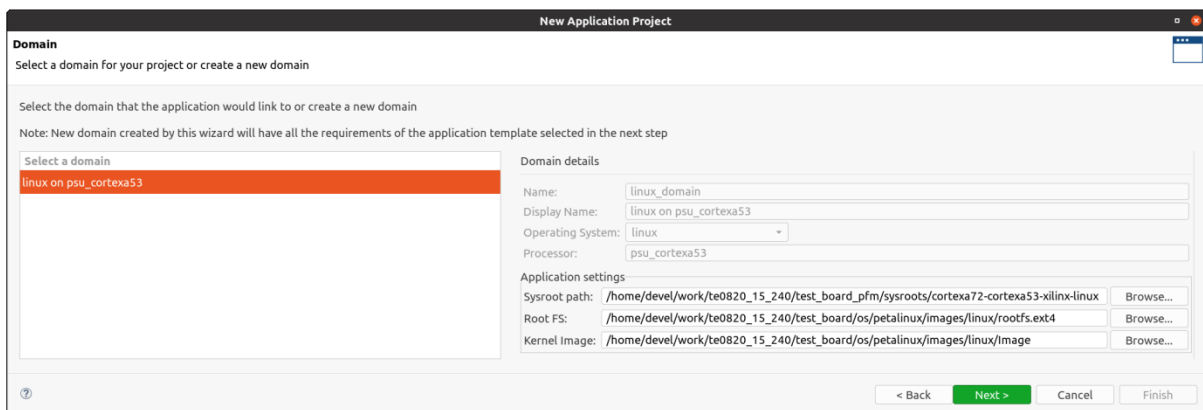 New Application Project
Domain
Select a domain for your project or create a new domain
Select the domain that the application would link to or create a new domain
Note: New domain created by this wizard will have all the requirements of the application template selected in the next step
Select a domain
linux on psu_cortexa53
Domain details
Name: linux_domain
Display Name: linux on psu_cortexa53
Operating System: linux
Processor: psu_cortexa53
Application settings
Sysroot path: /home/devel/work/te0820_15_240/test_board_pfm/sysroots/cortexa72-cortexa53-xilinx-linux Browse...
Root FS: /home/devel/work/te0820_15_240/test_board/os/petalinux/images/linux/rootfs.ext4 Browse...
Kernel Image: /home/devel/work/te0820_15_240/test_board/os/petalinux/images/linux/Image Browse...
? < Back Next > Cancel Finish